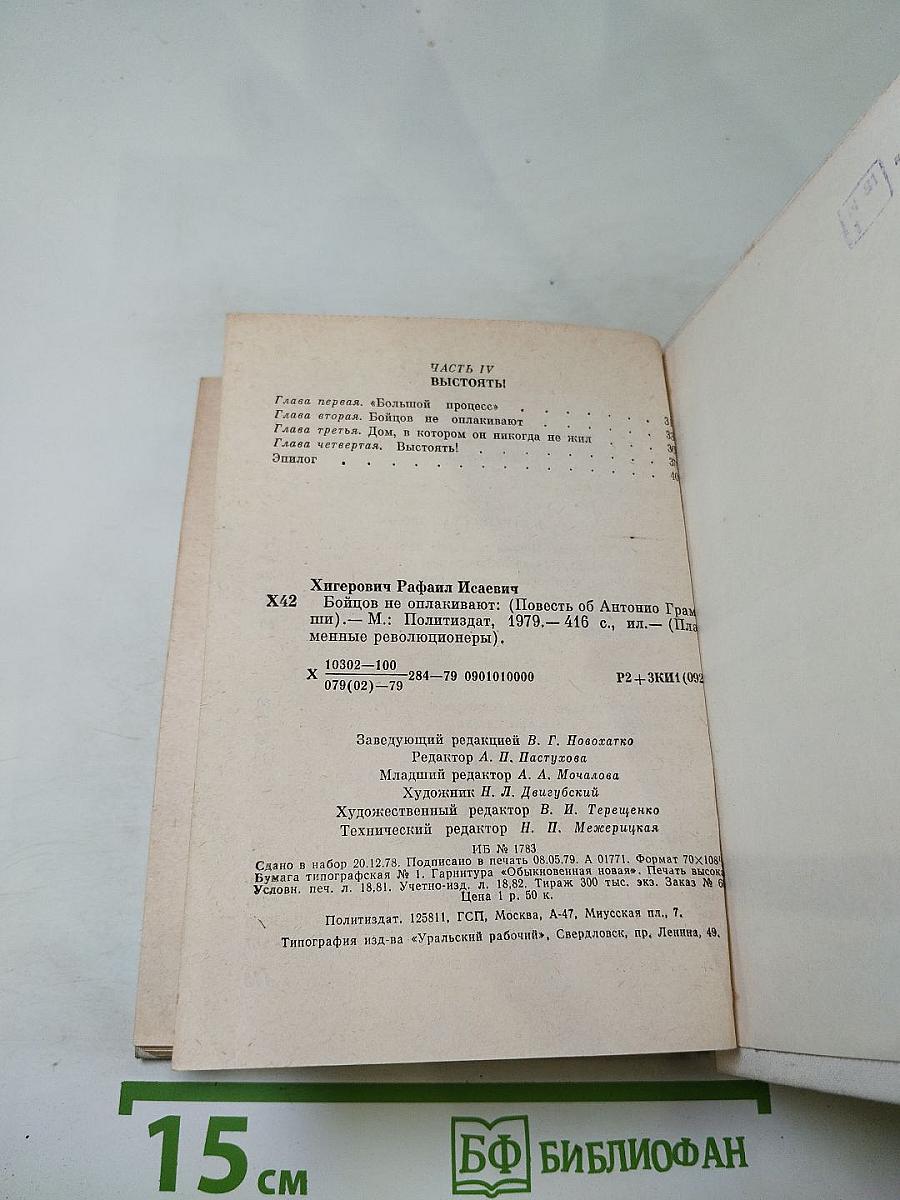 ЧАСТЬ IV
ВЫСТОЯТЬ!
Глава первая. «Большой процесс» . . . . . . .
Глава вторая. Бойцов не оплакивают . . . . . .
Глава третья. Дом, в котором он никогда не жил . . .
Глава четвертая. Выстоять! . . . . . . . . .
Эпилог . . . . . . . . . . . . . .
Хигерович Рафаил Исаевич
Х42
Бойцов не оплакивают: (Повесть об Антонио Грам
ши).— М.: Политиздат, 1979.— 416 с., ил.— (Пла
менные революционеры).
Х 10302—100
079(02)—79
284—79 0901010000
Р2+3КИ1(092
Заведующий редакцией В. Г. Новохатко
Редактор А. П. Пастухова
Младший редактор А. А. Мочалова
Художник Н. Л. Двигубский
Художественный редактор В. И. Терещенко
Технический редактор Н. П. Межерицкая
ИБ № 1783
Сдано в набор 20.12.78. Подписано в печать 08.05.79. А 01771. Формат 70×108
Бумага типографская № 1. Гарнитура «Обыкновенная новая». Печать высока
Условн. печ. л. 18,81. Учетно-изд. л. 18,82. Тираж 300 тыс. экз. Заказ № 6
Цена 1 р. 50 к.
Политиздат. 125811, ГСП, Москва, А-47, Миусская пл., 7.
Типография изд-ва «Уральский рабочий», Свердловск, пр. Ленина, 49.
15 см
БФ БИБЛИОФАН